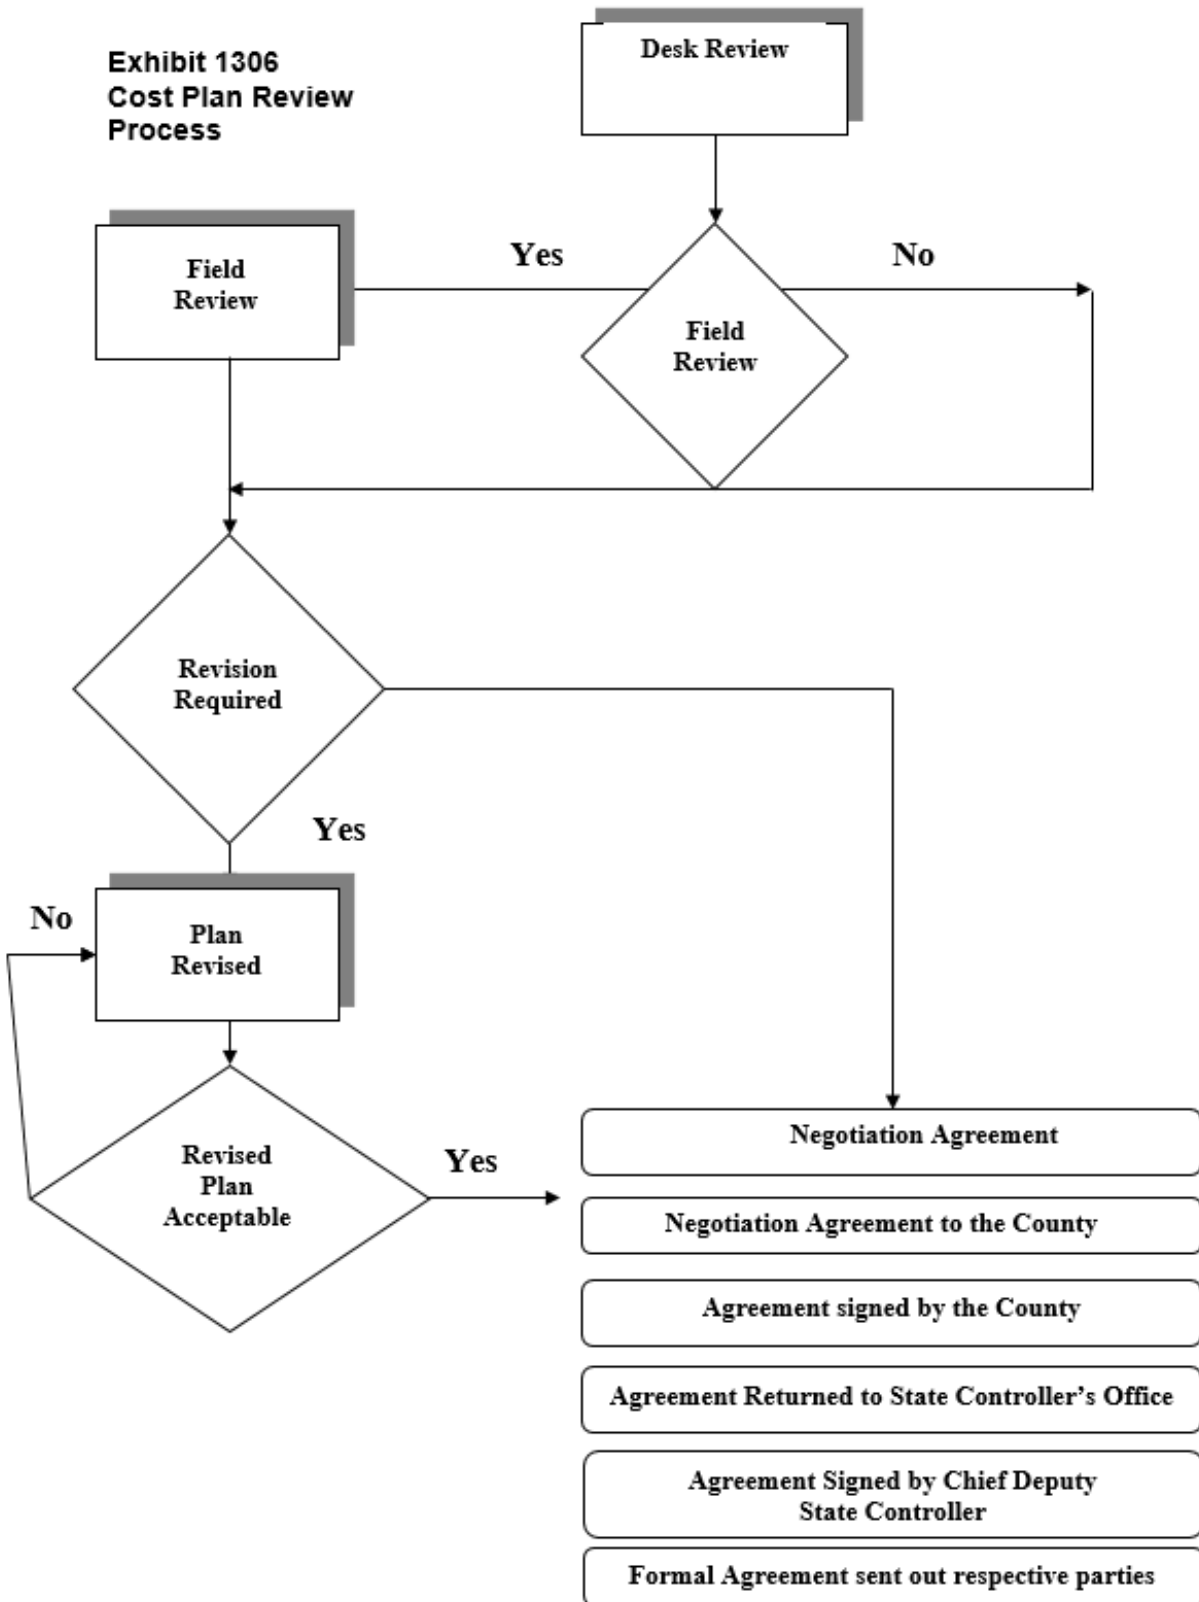 Exhibit 1306
Cost Plan Review
Process
Desk Review
Yes
No
Field
Review
Field
Review
Revision
Required
Yes
No
Plan
Revised
Revised
Plan
Acceptable
Yes
Negotiation Agreement
Negotiation Agreement to the County
Agreement signed by the County
Agreement Returned to State Controller’s Office
Agreement Signed by Chief Deputy
State Controller
Formal Agreement sent out respective parties